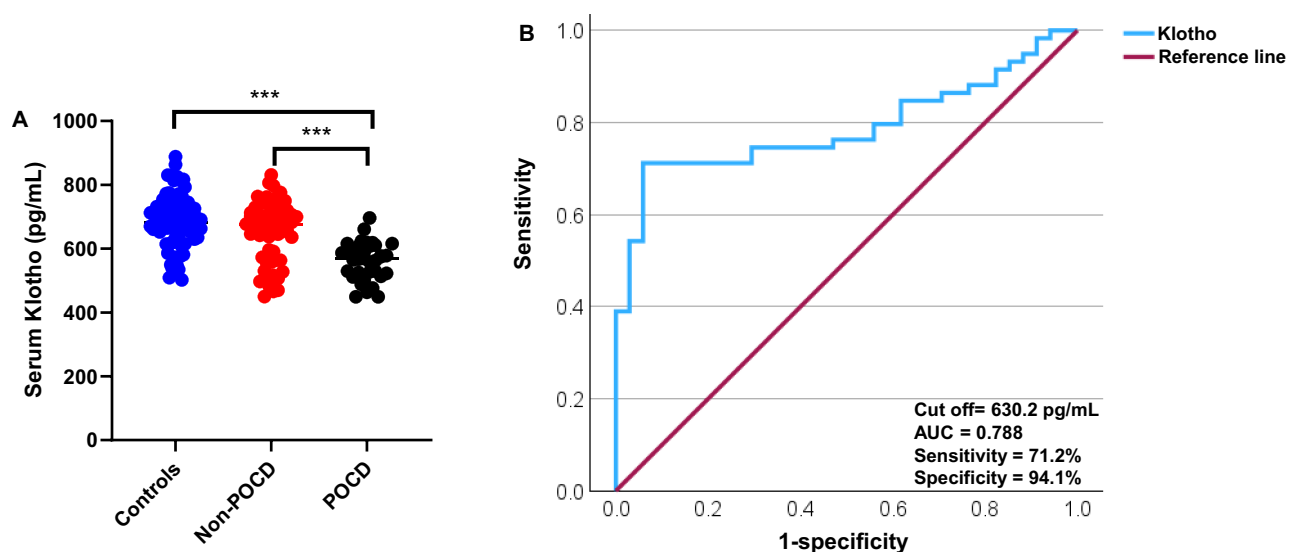 A
***
***
Serum Klotho (pg/mL)
1000
800
600
400
200
0
Controls
Non-POCD
POCD
B
Klotho
Reference line
Sensitivity
1.0
0.8
0.6
0.4
0.2
0.0
Cut off= 630.2 pg/mL
AUC = 0.788
Sensitivity = 71.2%
Specificity = 94.1%
0.0 0.2 0.4 0.6 0.8 1.0
1-specificity